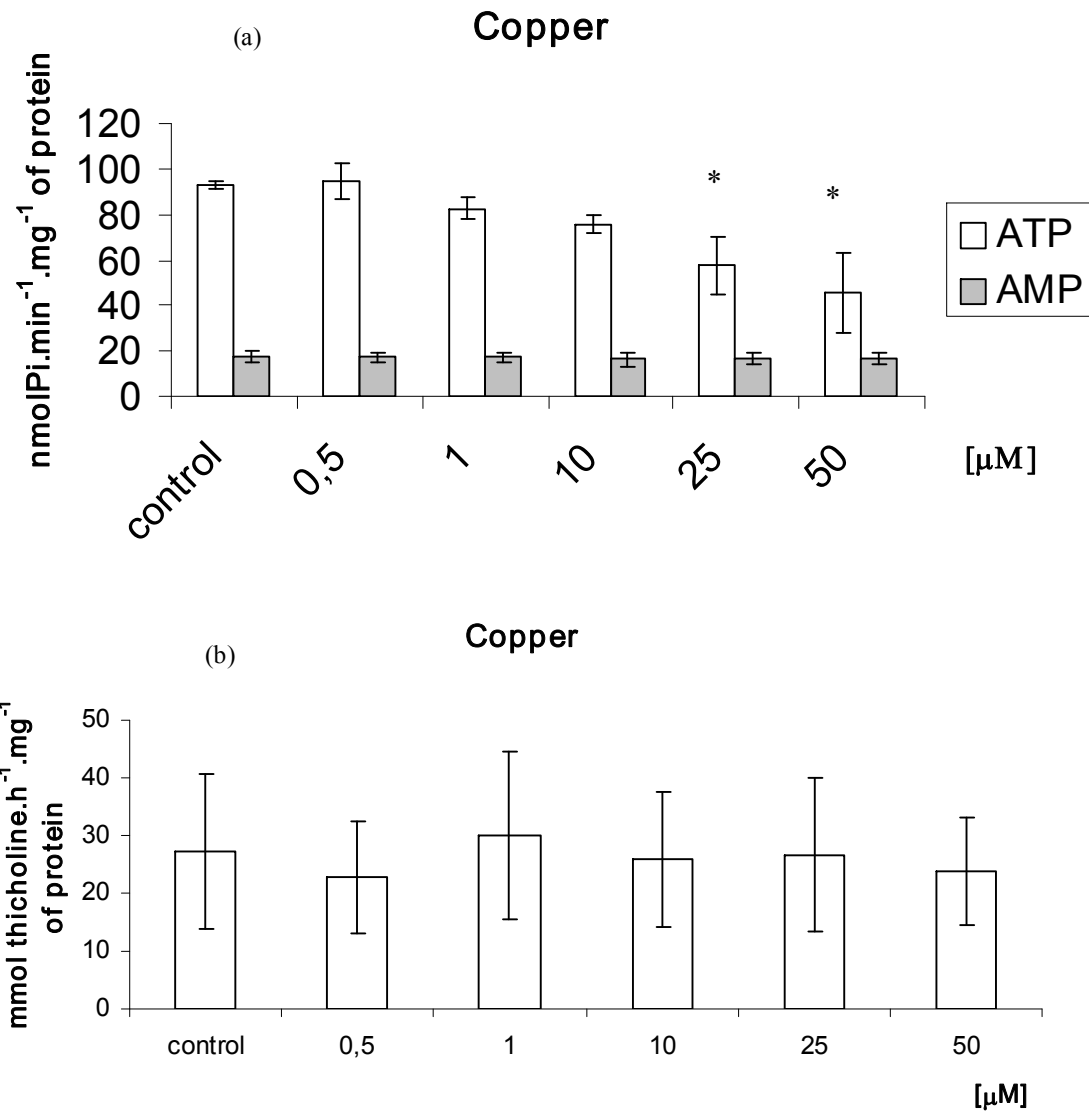 (a)
Copper
nmolPi.min⁻¹.mg⁻¹ of protein
120
100
80
60
40
20
0
*
*
control
0,5
1
10
25
50
[μM]
ATP
AMP
(b)
Copper
mmol thicholine.h⁻¹.mg⁻¹
of protein
50
40
30
20
10
0
control
0,5
1
10
25
50
[μM]